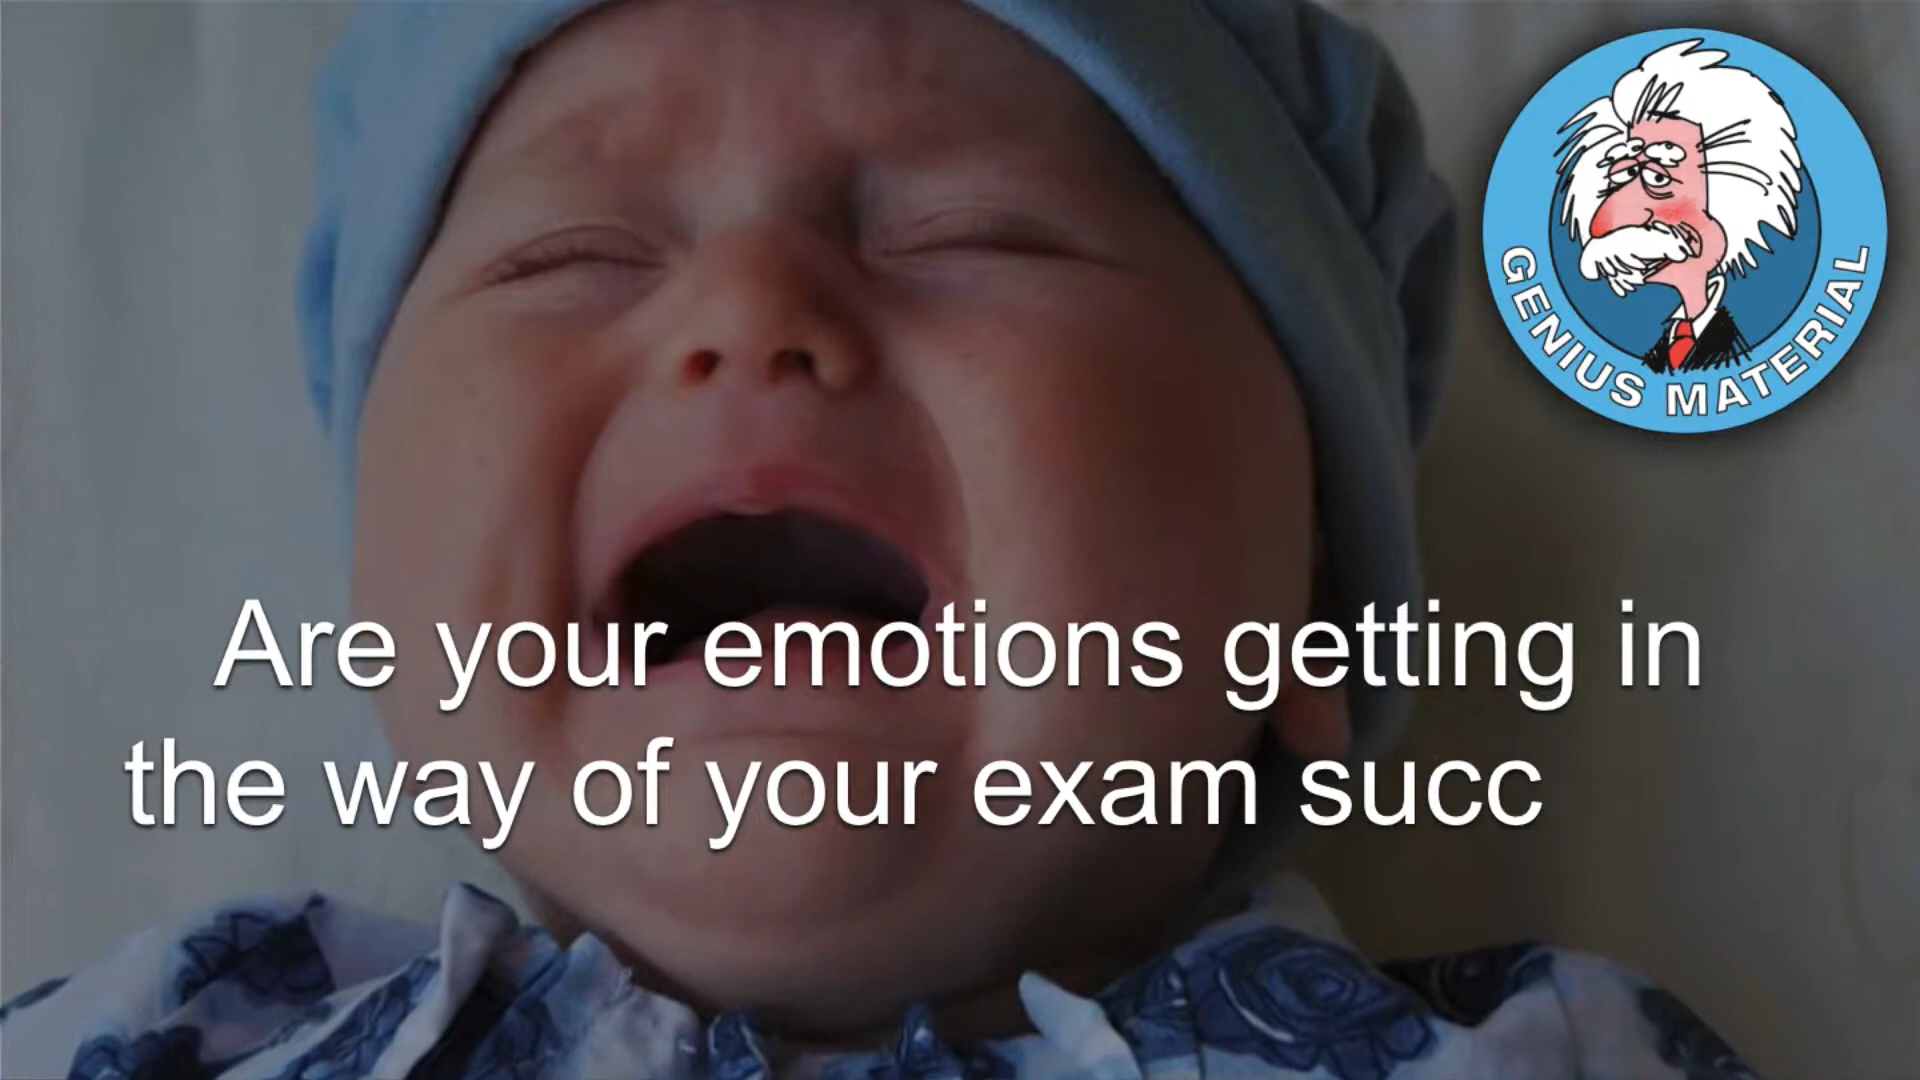 GENIUS MATERIAL
Are your emotions getting in
the way of your exam succ